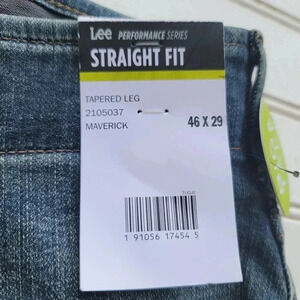 Lee PERFORMANCE SERIES
STRAIGHT FIT
TAPERED LEG
2105037
MAVERICK
46 X 29
1 91056 17454 5